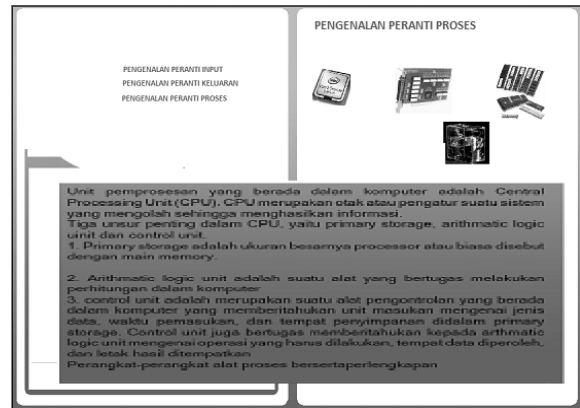 PENGENALAN PERANTI INPUT
PENGENALAN PERANTI KELUARAN
PENGENALAN PERANTI PROSES
PENGENALAN PERANTI PROSES
Unit pemprosesan yang berada dalam komputer adalah Central
Processing Unit (CPU). CPU merupakan otak atau pengatur suatu sistem
yang mengolah sehingga menghasilkan informasi.
Tiga unsur penting dalam CPU, yaitu primary storage, arithmatic logic
uinit dan control unit.
1. Primary storage adalah ukuran besarnya processor atau biasa disebut
dengan main memory.
2. Arithmatic logic unit adalah suatu alat yang bertugas melakukan
perhitungan dalam komputer
3. control unit adalah merupakan suatu alat pengontrolan yang berada
dalam komputer yang memberitahukan unit masukan mengenai jenis
data, waktu pemasukan, dan tempat penyimpanan didalam primary
storage. Control unit juga bertugas memberitahukan kepada arthmatic
logic unit mengenai operasi yang harus dilakukan, tempat data diperoleh,
dan letak hasil ditempatkan
Perangkat-perangkat alat proses bersertaperlengkapan